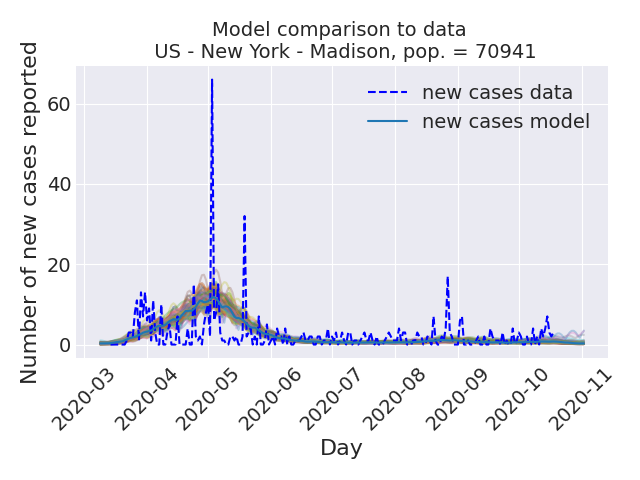 Model comparison to data
US - New York - Madison, pop. = 70941
Number of new cases reported
60
40
20
0
new cases data
new cases model
2020-03
2020-04
2020-05
2020-06
2020-07
2020-08
2020-09
2020-10
2020-11
Day